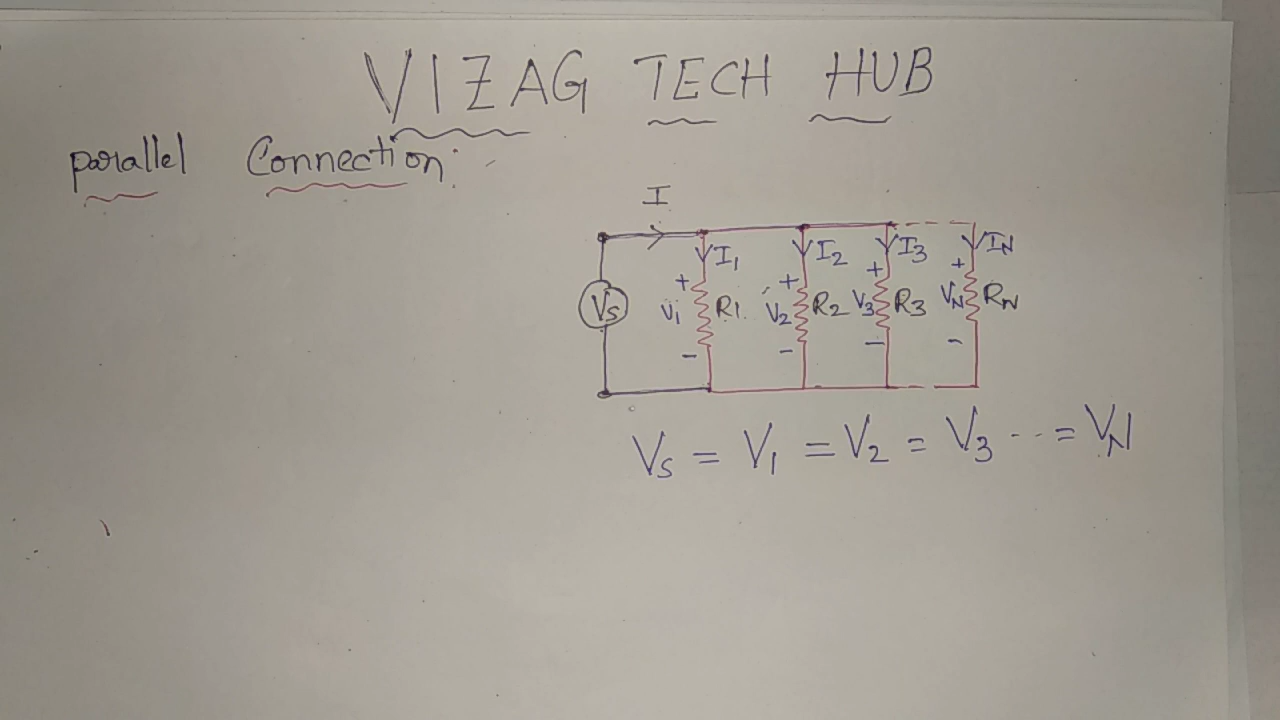 VIZAG TECH HUB
parallel Connection:-
I
I1 I2 I3 IN
+ + + +
Vs V1 R1 V2 R2 V3 R3 VN RN
- - - -
Vs = V1 = V2 = V3 --- = VN